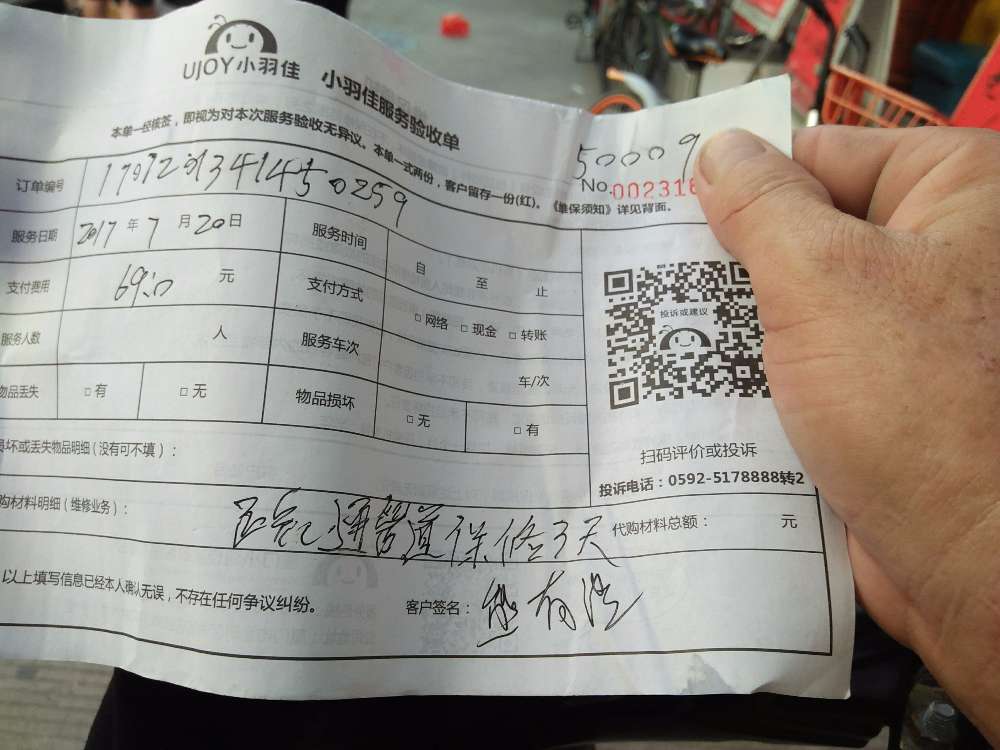 UJOY小羽佳 小羽佳服务验收单
本单一经核签，即视为对本次服务验收无异议。本单一式两份，客户留存一份(红)。《维保须知》详见背面。
50009
No.002316
订单编号
服务日期 2017 年 7 月 20 日 服务时间 自 至 止
支付费用 元 支付方式 □ 网络 □ 现金 □ 转账
服务人数 人 服务车次 车/次
物品丢失 □ 有 □ 无 物品损坏 □ 无 □ 有
投诉或建议
扫码评价或投诉
投诉电话：0592-5178888转2
损坏或丢失物品明细（没有可不填）：
购材料明细（维修业务）： 通管道保修3天 代购材料总额： 元
以上填写信息已经本人确认无误，不存在任何争议纠纷。 客户签名：